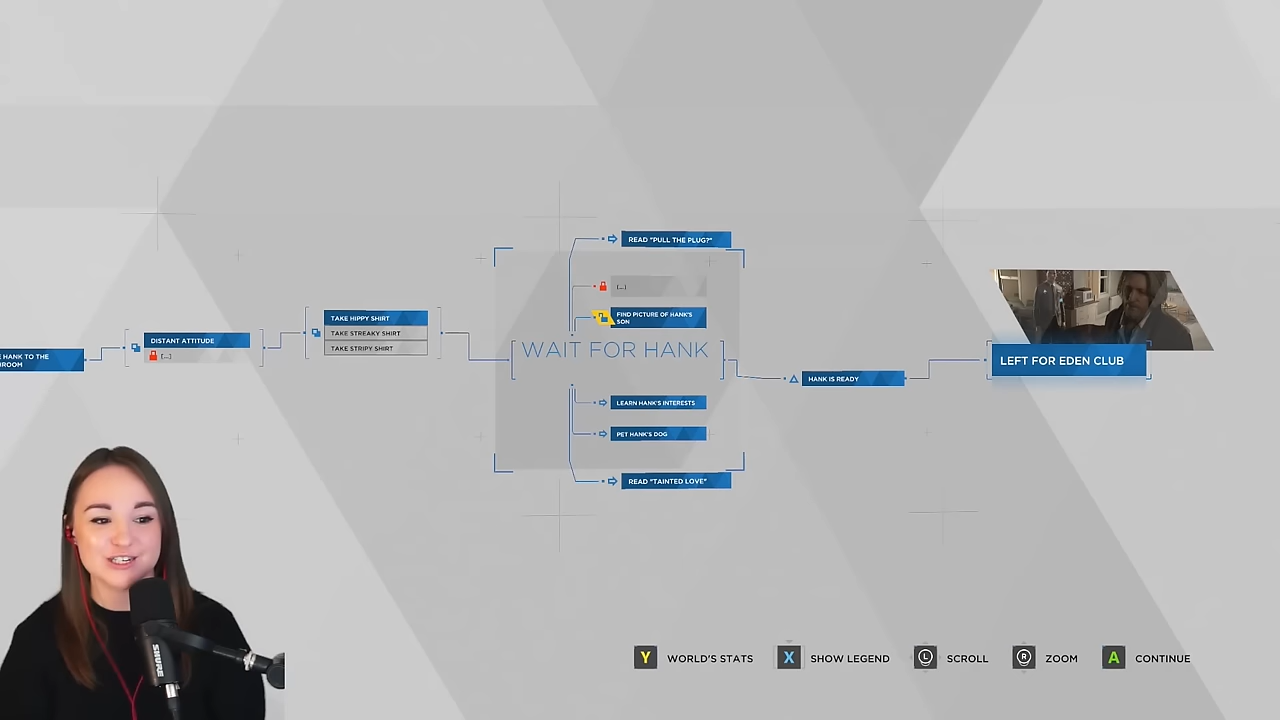 READ "PULL THE PLUG?"
[...]
FIND PICTURE OF HANK'S
SON
TAKE HIPPY SHIRT
TAKE STREAKY SHIRT
TAKE STRIPY SHIRT
DISTANT ATTITUDE
[...]
HANK TO THE
WAIT FOR HANK
HANK IS READY
LEFT FOR EDEN CLUB
LEARN HANK'S INTERESTS
PET HANK'S DOG
READ "TAINTED LOVE"
SHURE
Y WORLD'S STATS
X SHOW LEGEND
L SCROLL
R ZOOM
A CONTINUE